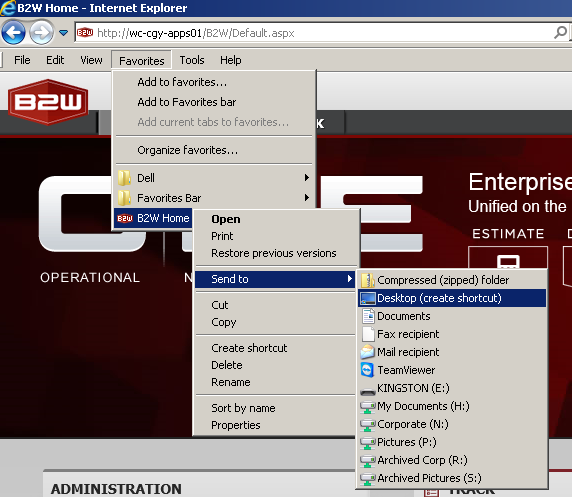 B2W Home - Internet Explorer
http://wc-cgy-apps01/B2W/Default.aspx
File Edit View Favorites Tools Help
B2W
Add to favorites...
Add to Favorites bar
Add current tabs to favorites...
K
Organize favorites...
Dell
Favorites Bar
B2W Home
Open
Print
Restore previous versions
Send to
Cut
Copy
Create shortcut
Delete
Rename
Sort by name
Properties
Compressed (zipped) folder
Desktop (create shortcut)
Documents
Fax recipient
Mail recipient
TeamViewer
KINGSTON (E:)
My Documents (H:)
Corporate (N:)
Pictures (P:)
Archived Corp (R:)
Archived Pictures (S:)
Enterprise
Unified on the
ESTIMATE D
OPERATIONAL N
ADMINISTRATION
TRACK